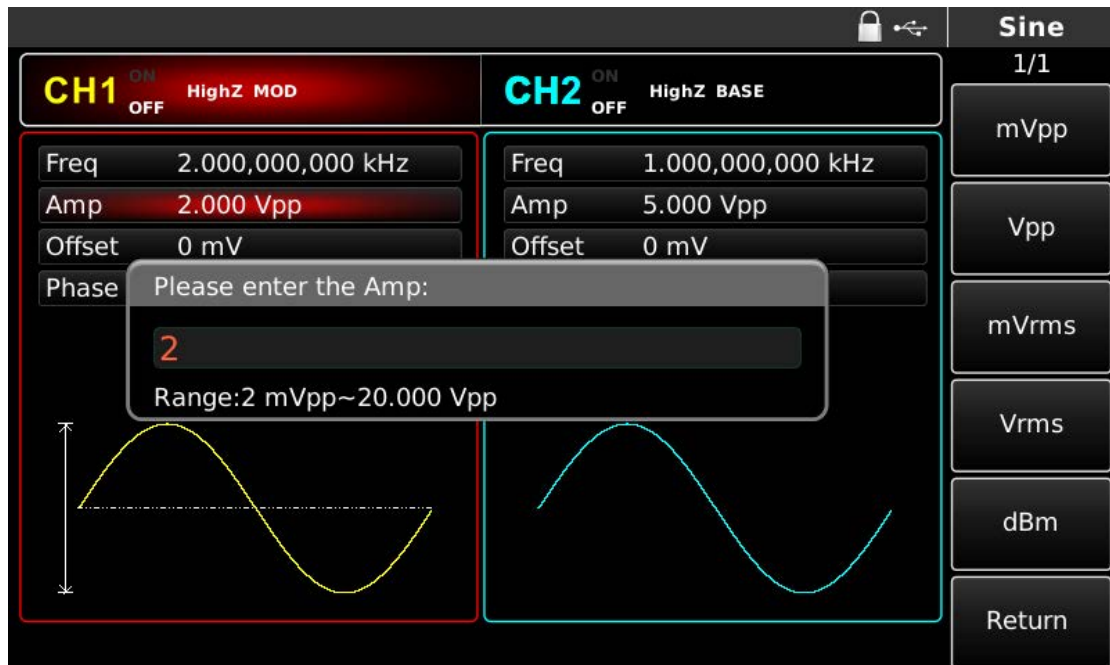 Sine
1/1
CH1 ON OFF HighZ MOD
CH2 ON OFF HighZ BASE
Freq 2.000,000,000 kHz
Amp 2.000 Vpp
Offset 0 mV
Phase
Freq 1.000,000,000 kHz
Amp 5.000 Vpp
Offset 0 mV
Please enter the Amp:
2
Range:2 mVpp~20.000 Vpp
mVpp
Vpp
mVrms
Vrms
dBm
Return